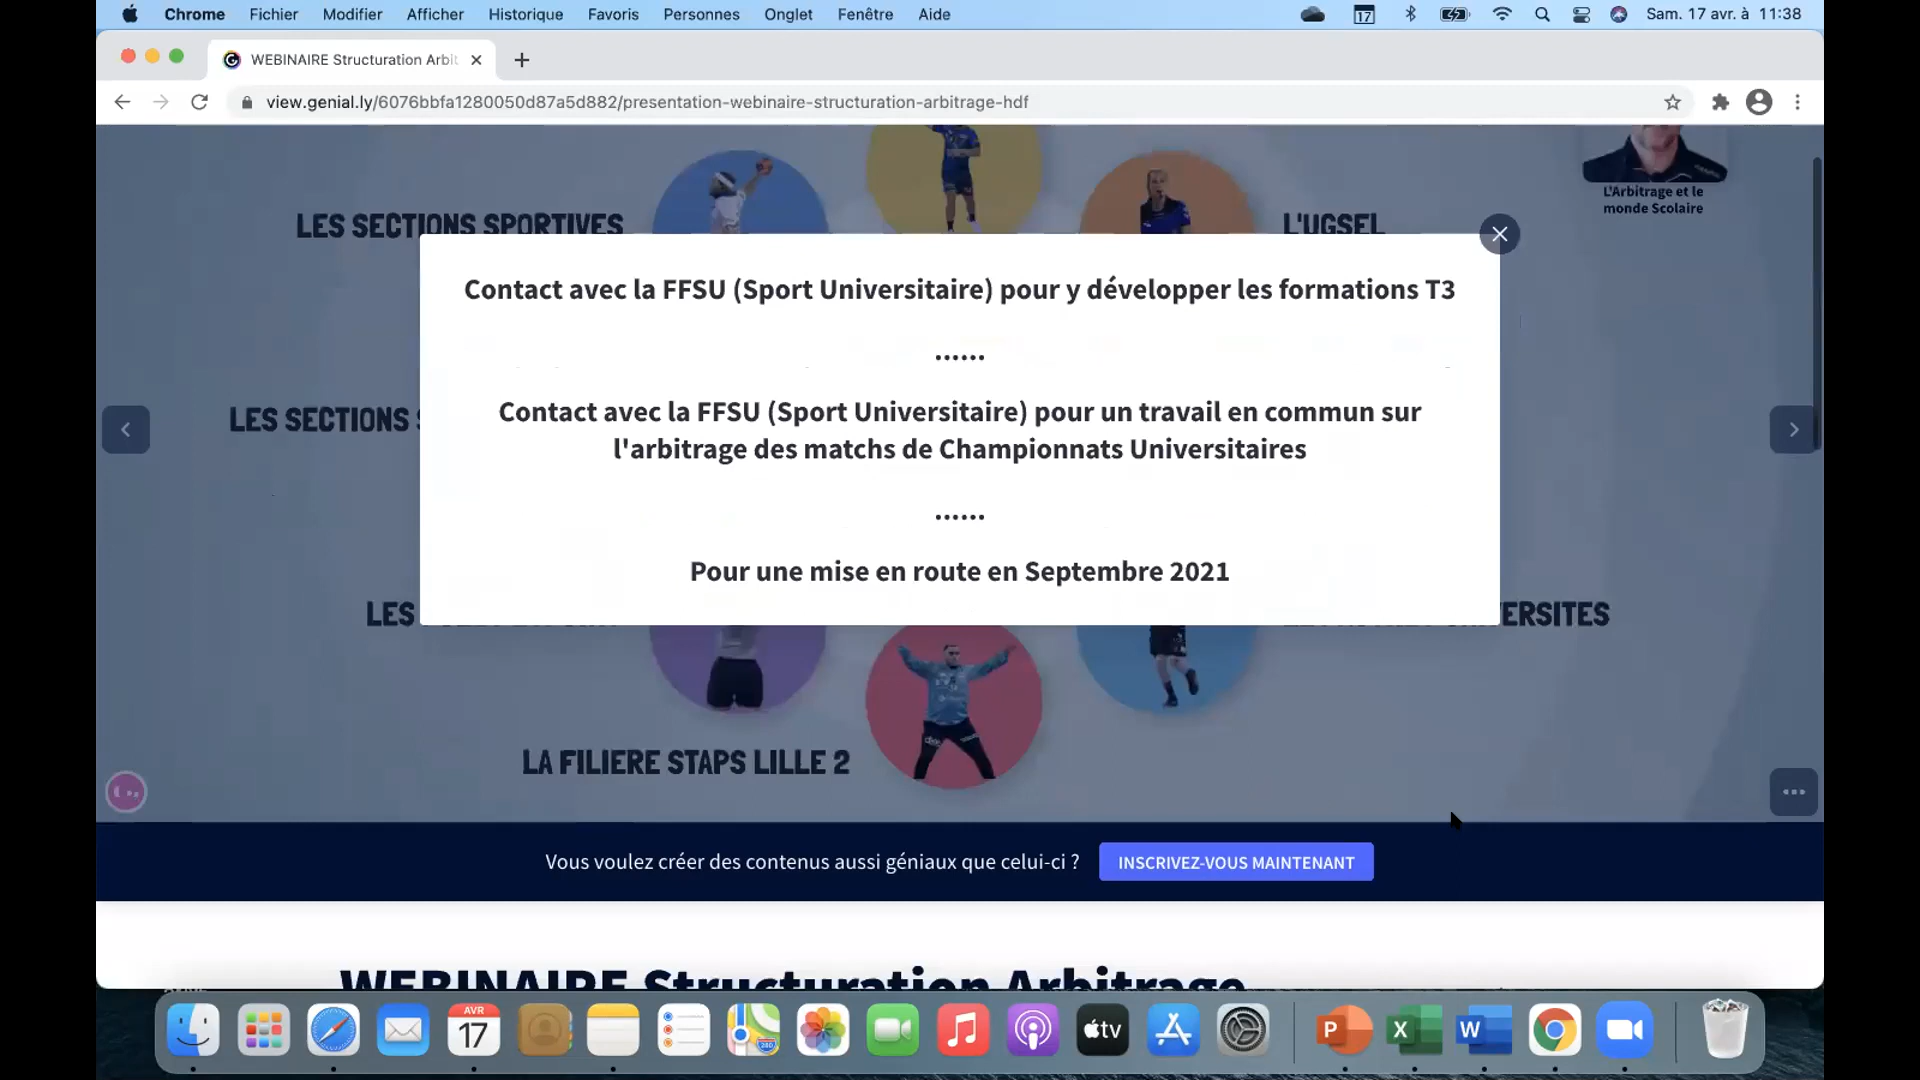 Chrome Fichier Modifier Afficher Historique Favoris Personnes Onglet Fenêtre Aide
17 Sam. 17 avr. à 11:38
WEBINAIRE Structuration Arbit
view.genial.ly/6076bbfa1280050d87a5d882/presentation-webinaire-structuration-arbitrage-hdf
L'Arbitrage et le
monde Scolaire
LES SECTIONS SPORTIVES
L'UGSEL
Contact avec la FFSU (Sport Universitaire) pour y développer les formations T3
......
Contact avec la FFSU (Sport Universitaire) pour un travail en commun sur
l'arbitrage des matchs de Championnats Universitaires
......
Pour une mise en route en Septembre 2021
LES SECTIONS
LES
ERSITES
LA FILIERE STAPS LILLE 2
Vous voulez créer des contenus aussi géniaux que celui-ci ?
INSCRIVEZ-VOUS MAINTENANT
WEBINAIRE Structuration Arbitrage
AVR
17
280
tv
P
X
W